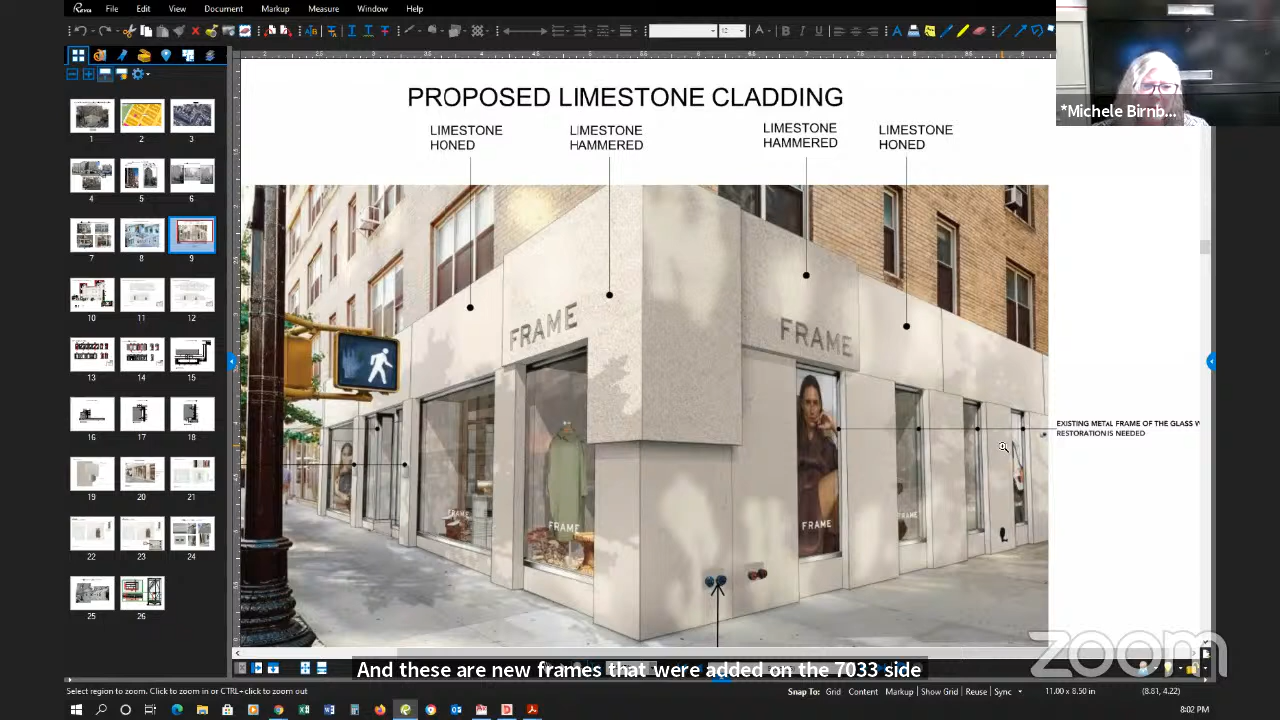 Revu File Edit View Document Markup Measure Window Help
*Michele Birnb...
PROPOSED LIMESTONE CLADDING
LIMESTONE
HONED
LIMESTONE
HAMMERED
LIMESTONE
HAMMERED
LIMESTONE
HONED
FRAME
FRAME
FRAME
FRAME
FRAME
FRAME
EXISTING METAL FRAME OF THE GLASS W
RESTORATION IS NEEDED
1 2 3
4 5 6
7 8 9
10 11 12
13 14 15
16 17 18
19 20 21
22 23 24
25 26
zoom
And these are new frames that were added on the 7033 side
Select region to zoom. Click to zoom in or CTRL+click to zoom out
Snap To: Grid Content Markup Show Grid Reuse Sync
11.00 x 8.50 in
(8.81, 4.22)
8:02 PM